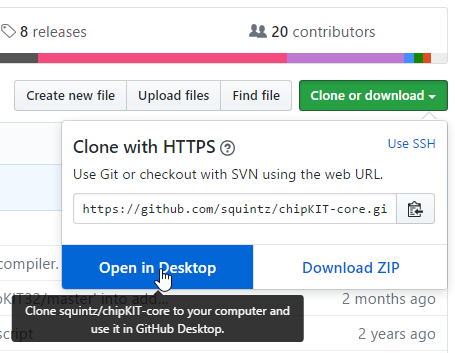 8 releases
20 contributors
Create new file
Upload files
Find file
Clone or download
Clone with HTTPS ?
Use SSH
Use Git or checkout with SVN using the web URL.
https://github.com/squintz/chipKIT-core.gi
compiler.
Open in Desktop
Download ZIP
KIT32/master' into add...
2 months ago
Clone squintz/chipKIT-core to your computer and
use it in GitHub Desktop.
script
2 years ago